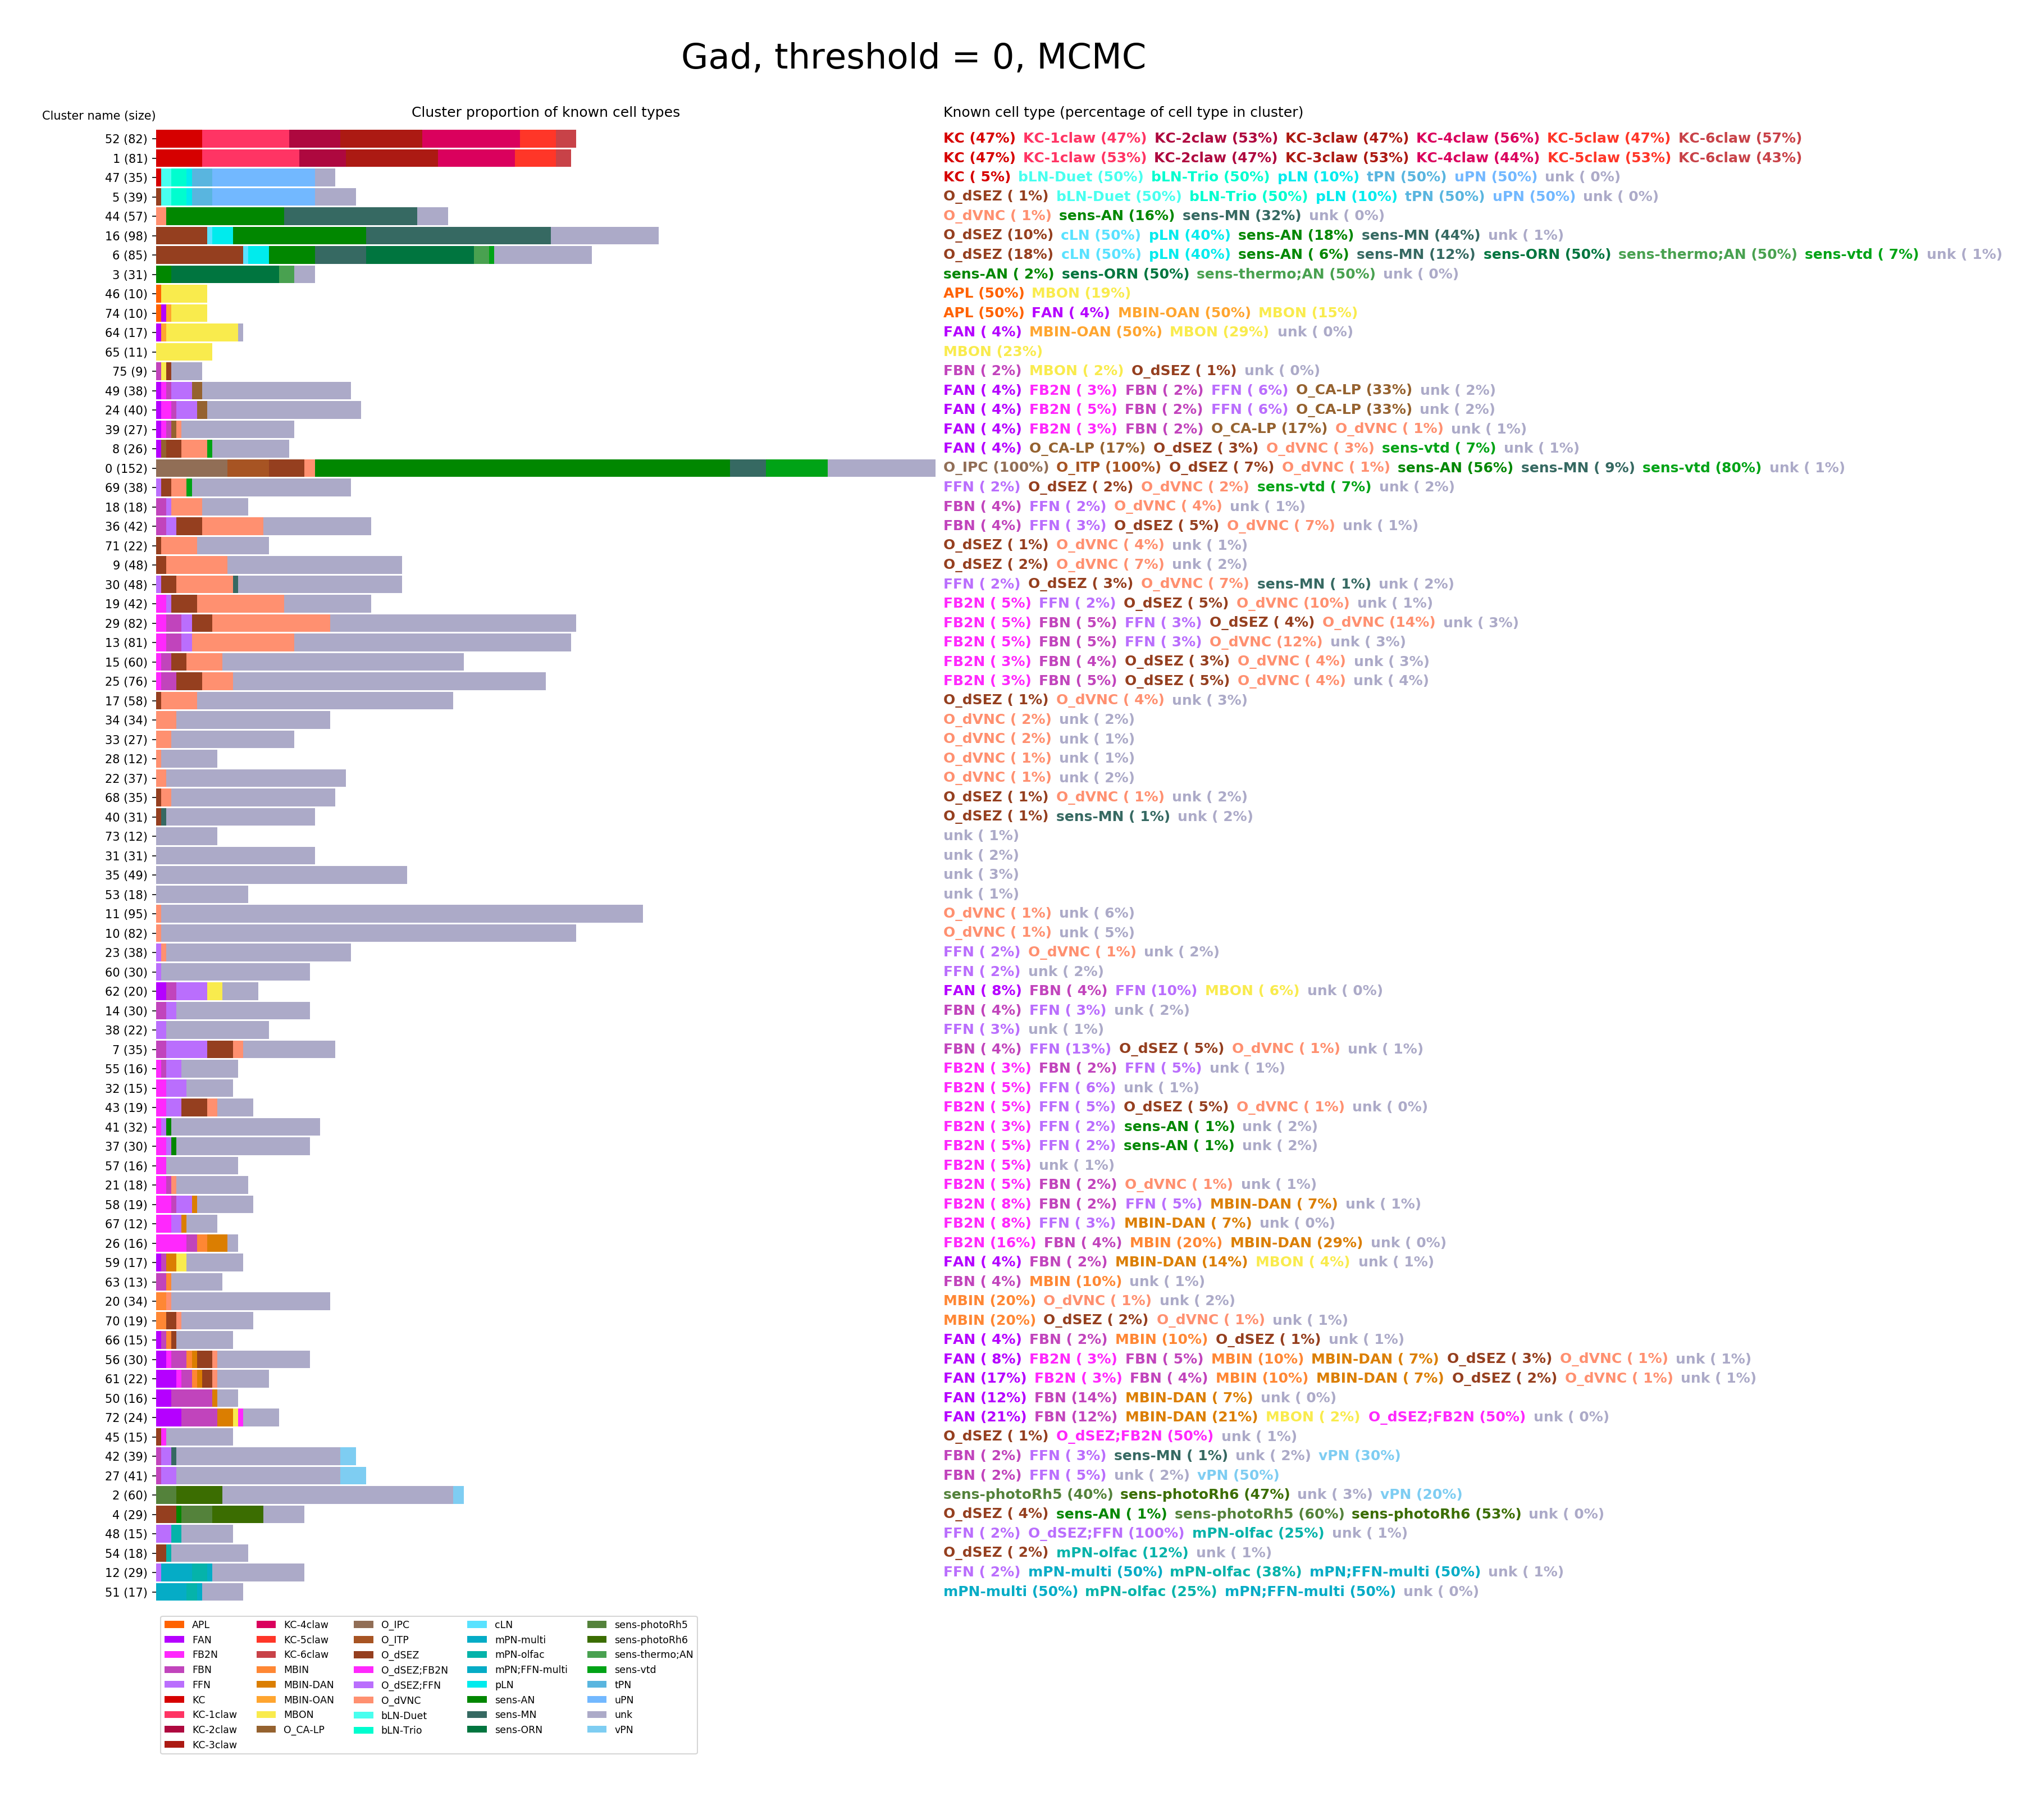 Gad, threshold = 0, MCMC
Cluster name (size) Cluster proportion of known cell types Known cell type (percentage of cell type in cluster)
52 (82) KC (47%) KC-1claw (47%) KC-2claw (53%) KC-3claw (47%) KC-4claw (56%) KC-5claw (47%) KC-6claw (57%)
1 (81) KC (47%) KC-1claw (53%) KC-2claw (47%) KC-3claw (53%) KC-4claw (44%) KC-5claw (53%) KC-6claw (43%)
47 (35) KC ( 5%) bLN-Duet (50%) bLN-Trio (50%) pLN (10%) tPN (50%) uPN (50%) unk ( 0%)
5 (39) O_dSEZ ( 1%) bLN-Duet (50%) bLN-Trio (50%) pLN (10%) tPN (50%) uPN (50%) unk ( 0%)
44 (57) O_dVNC ( 1%) sens-AN (16%) sens-MN (32%) unk ( 0%)
16 (98) O_dSEZ (10%) cLN (50%) pLN (40%) sens-AN (18%) sens-MN (44%) unk ( 1%)
6 (85) O_dSEZ (18%) cLN (50%) pLN (40%) sens-AN ( 6%) sens-MN (12%) sens-ORN (50%) sens-thermo;AN (50%) sens-vtd ( 7%) unk ( 1%)
3 (31) sens-AN ( 2%) sens-ORN (50%) sens-thermo;AN (50%) unk ( 0%)
46 (10) APL (50%) MBON (19%)
74 (10) APL (50%) FAN ( 4%) MBIN-OAN (50%) MBON (15%)
64 (17) FAN ( 4%) MBIN-OAN (50%) MBON (29%) unk ( 0%)
65 (11) MBON (23%)
75 (9) FBN ( 2%) MBON ( 2%) O_dSEZ ( 1%) unk ( 0%)
49 (38) FAN ( 4%) FB2N ( 3%) FBN ( 2%) FFN ( 6%) O_CA-LP (33%) unk ( 2%)
24 (40) FAN ( 4%) FB2N ( 5%) FBN ( 2%) FFN ( 6%) O_CA-LP (33%) unk ( 2%)
39 (27) FAN ( 4%) FB2N ( 3%) FBN ( 2%) O_CA-LP (17%) O_dVNC ( 1%) unk ( 1%)
8 (26) FAN ( 4%) O_CA-LP (17%) O_dSEZ ( 3%) O_dVNC ( 3%) sens-vtd ( 7%) unk ( 1%)
0 (152) O_IPC (100%) O_ITP (100%) O_dSEZ ( 7%) O_dVNC ( 1%) sens-AN (56%) sens-MN ( 9%) sens-vtd (80%) unk ( 1%)
69 (38) FFN ( 2%) O_dSEZ ( 2%) O_dVNC ( 2%) sens-vtd ( 7%) unk ( 2%)
18 (18) FBN ( 4%) FFN ( 2%) O_dVNC ( 4%) unk ( 1%)
36 (42) FBN ( 4%) FFN ( 3%) O_dSEZ ( 5%) O_dVNC ( 7%) unk ( 1%)
71 (22) O_dSEZ ( 1%) O_dVNC ( 4%) unk ( 1%)
9 (48) O_dSEZ ( 2%) O_dVNC ( 7%) unk ( 2%)
30 (48) FFN ( 2%) O_dSEZ ( 3%) O_dVNC ( 7%) sens-MN ( 1%) unk ( 2%)
19 (42) FB2N ( 5%) FFN ( 2%) O_dSEZ ( 5%) O_dVNC (10%) unk ( 1%)
29 (82) FB2N ( 5%) FBN ( 5%) FFN ( 3%) O_dSEZ ( 4%) O_dVNC (14%) unk ( 3%)
13 (81) FB2N ( 5%) FBN ( 5%) FFN ( 3%) O_dVNC (12%) unk ( 3%)
15 (60) FB2N ( 3%) FBN ( 4%) O_dSEZ ( 3%) O_dVNC ( 4%) unk ( 3%)
25 (76) FB2N ( 3%) FBN ( 5%) O_dSEZ ( 5%) O_dVNC ( 4%) unk ( 4%)
17 (58) O_dSEZ ( 1%) O_dVNC ( 4%) unk ( 3%)
34 (34) O_dVNC ( 2%) unk ( 2%)
33 (27) O_dVNC ( 2%) unk ( 1%)
28 (12) O_dVNC ( 1%) unk ( 1%)
22 (37) O_dVNC ( 1%) unk ( 2%)
68 (35) O_dSEZ ( 1%) O_dVNC ( 1%) unk ( 2%)
40 (31) O_dSEZ ( 1%) sens-MN ( 1%) unk ( 2%)
73 (12) unk ( 1%)
31 (31) unk ( 2%)
35 (49) unk ( 3%)
53 (18) unk ( 1%)
11 (95) O_dVNC ( 1%) unk ( 6%)
10 (82) O_dVNC ( 1%) unk ( 5%)
23 (38) FFN ( 2%) O_dVNC ( 1%) unk ( 2%)
60 (30) FFN ( 2%) unk ( 2%)
62 (20) FAN ( 8%) FBN ( 4%) FFN (10%) MBON ( 6%) unk ( 0%)
14 (30) FBN ( 4%) FFN ( 3%) unk ( 2%)
38 (22) FFN ( 3%) unk ( 1%)
7 (35) FBN ( 4%) FFN (13%) O_dSEZ ( 5%) O_dVNC ( 1%) unk ( 1%)
55 (16) FB2N ( 3%) FBN ( 2%) FFN ( 5%) unk ( 1%)
32 (15) FB2N ( 5%) FFN ( 6%) unk ( 1%)
43 (19) FB2N ( 5%) FFN ( 5%) O_dSEZ ( 5%) O_dVNC ( 1%) unk ( 0%)
41 (32) FB2N ( 3%) FFN ( 2%) sens-AN ( 1%) unk ( 2%)
37 (30) FB2N ( 5%) FFN ( 2%) sens-AN ( 1%) unk ( 2%)
57 (16) FB2N ( 5%) unk ( 1%)
21 (18) FB2N ( 5%) FBN ( 2%) O_dVNC ( 1%) unk ( 1%)
58 (19) FB2N ( 8%) FBN ( 2%) FFN ( 5%) MBIN-DAN ( 7%) unk ( 1%)
67 (12) FB2N ( 8%) FFN ( 3%) MBIN-DAN ( 7%) unk ( 0%)
26 (16) FB2N (16%) FBN ( 4%) MBIN (20%) MBIN-DAN (29%) unk ( 0%)
59 (17) FAN ( 4%) FBN ( 2%) MBIN-DAN (14%) MBON ( 4%) unk ( 1%)
63 (13) FBN ( 4%) MBIN (10%) unk ( 1%)
20 (34) MBIN (20%) O_dVNC ( 1%) unk ( 2%)
70 (19) MBIN (20%) O_dSEZ ( 2%) O_dVNC ( 1%) unk ( 1%)
66 (15) FAN ( 4%) FBN ( 2%) MBIN (10%) O_dSEZ ( 1%) unk ( 1%)
56 (30) FAN ( 8%) FB2N ( 3%) FBN ( 5%) MBIN (10%) MBIN-DAN ( 7%) O_dSEZ ( 3%) O_dVNC ( 1%) unk ( 1%)
61 (22) FAN (17%) FB2N ( 3%) FBN ( 4%) MBIN (10%) MBIN-DAN ( 7%) O_dSEZ ( 2%) O_dVNC ( 1%) unk ( 1%)
50 (16) FAN (12%) FBN (14%) MBIN-DAN ( 7%) unk ( 0%)
72 (24) FAN (21%) FBN (12%) MBIN-DAN (21%) MBON ( 2%) O_dSEZ;FB2N (50%) unk ( 0%)
45 (15) O_dSEZ ( 1%) O_dSEZ;FB2N (50%) unk ( 1%)
42 (39) FBN ( 2%) FFN ( 3%) sens-MN ( 1%) unk ( 2%) vPN (30%)
27 (41) FBN ( 2%) FFN ( 5%) unk ( 2%) vPN (50%)
2 (60) sens-photoRh5 (40%) sens-photoRh6 (47%) unk ( 3%) vPN (20%)
4 (29) O_dSEZ ( 4%) sens-AN ( 1%) sens-photoRh5 (60%) sens-photoRh6 (53%) unk ( 0%)
48 (15) FFN ( 2%) O_dSEZ;FFN (100%) mPN-olfac (25%) unk ( 1%)
54 (18) O_dSEZ ( 2%) mPN-olfac (12%) unk ( 1%)
12 (29) FFN ( 2%) mPN-multi (50%) mPN-olfac (38%) mPN;FFN-multi (50%) unk ( 1%)
51 (17) mPN-multi (50%) mPN-olfac (25%) mPN;FFN-multi (50%) unk ( 0%)
APL KC-4claw O_IPC cLN sens-photoRh5
FAN KC-5claw O_ITP mPN-multi sens-photoRh6
FB2N KC-6claw O_dSEZ mPN-olfac sens-thermo;AN
FBN MBIN O_dSEZ;FB2N mPN;FFN-multi sens-vtd
FFN MBIN-DAN O_dSEZ;FFN pLN tPN
KC MBIN-OAN O_dVNC sens-AN uPN
KC-1claw MBON bLN-Duet sens-MN unk
KC-2claw O_CA-LP bLN-Trio sens-ORN vPN
KC-3claw